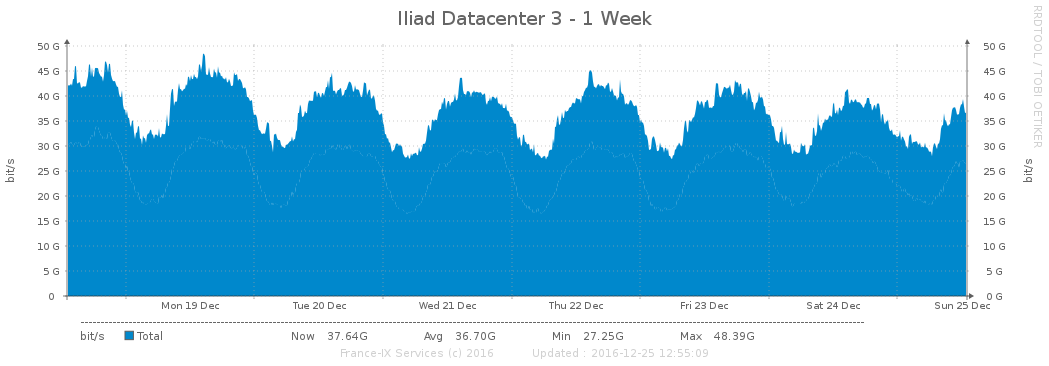 Iliad Datacenter 3 - 1 Week
RRDTOOL / TOBI OETIKER
50 G 50 G
45 G 45 G
40 G 40 G
35 G 35 G
30 G 30 G
25 G 25 G
20 G 20 G
15 G 15 G
10 G 10 G
5 G 5 G
0 0 G
bit/s
bit/s
Mon 19 Dec Tue 20 Dec Wed 21 Dec Thu 22 Dec Fri 23 Dec Sat 24 Dec Sun 25 Dec
bit/s Total Now 37.64G Avg 36.70G Min 27.25G Max 48.39G
France-IX Services (c) 2016 Updated : 2016-12-25 12:55:09